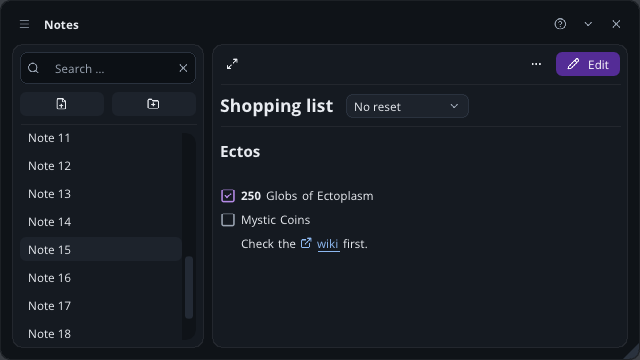 Notes
Search ...
Edit
Note 11
Note 12
Note 13
Note 14
Note 15
Note 16
Note 17
Note 18
Shopping list
No reset
Ectos
250 Globs of Ectoplasm
Mystic Coins
Check the wiki first.